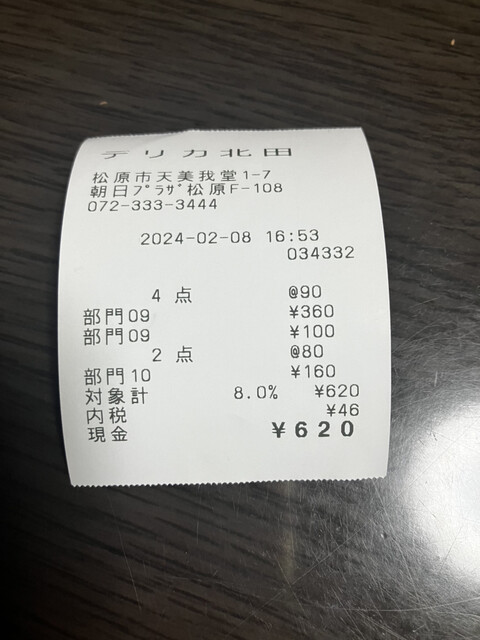 デリカ北田
松原市天美我堂1-7
朝日プラザ松原F-108
072-333-3444
2024-02-08 16:53
034332
4 点 @90
部門09 ¥360
部門09 ¥100
2 点 @80
部門10 ¥160
対象計 8.0% ¥620
内税 ¥46
現金 ¥620